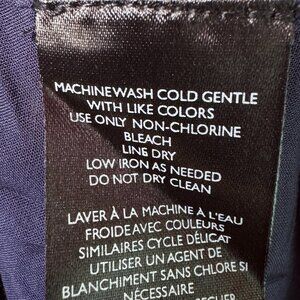 MACHINE WASH COLD GENTLE
WITH LIKE COLORS
USE ONLY NON-CHLORINE
BLEACH
LINE DRY
LOW IRON AS NEEDED
DO NOT DRY CLEAN
LAVER À LA MACHINE À L'EAU
FROIDE AVEC COULEURS
SIMILAIRES CYCLE DÉLICAT
UTILISER UN AGENT DE
BLANCHIMENT SANS CHLORE SI
NÉCESSAIRE